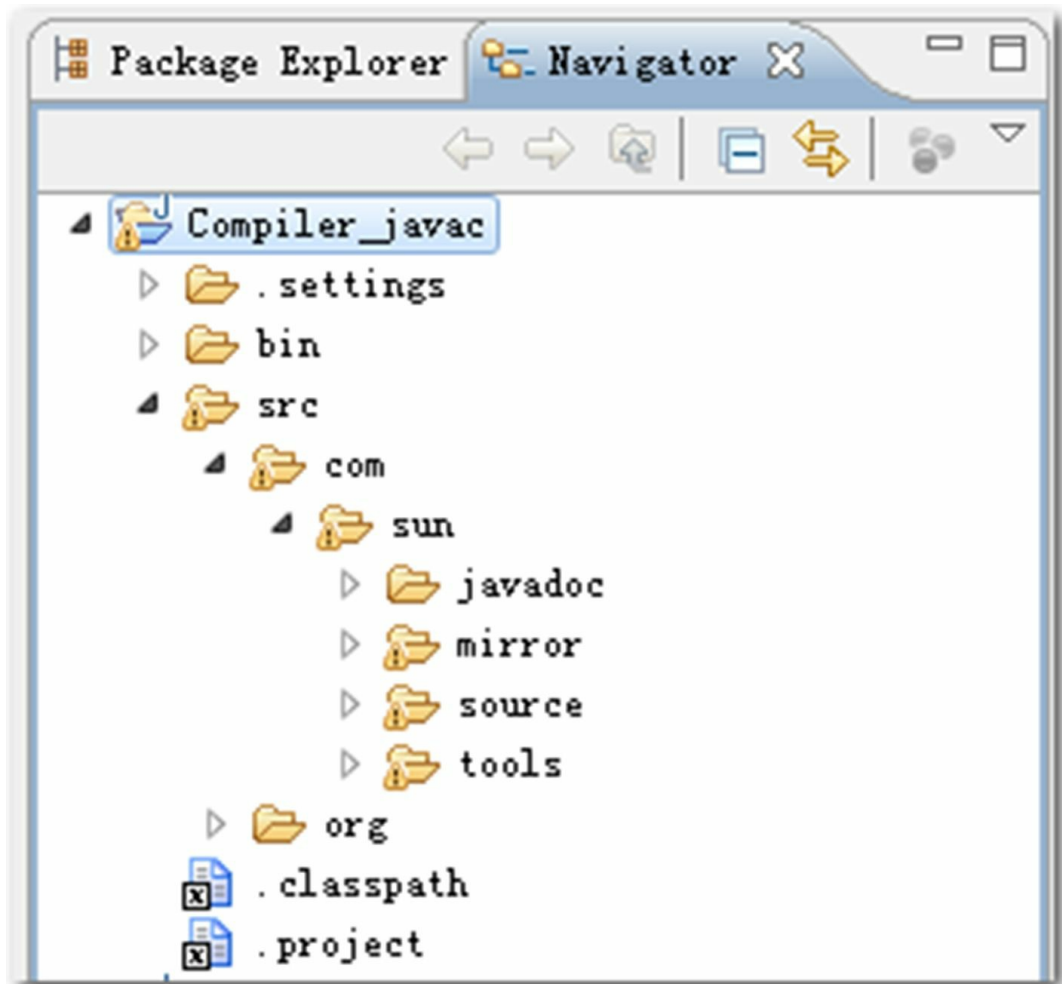 Package Explorer Navigator
Compiler_javac
.settings
bin
src
com
sun
javadoc
mirror
source
tools
org
.classpath
.project